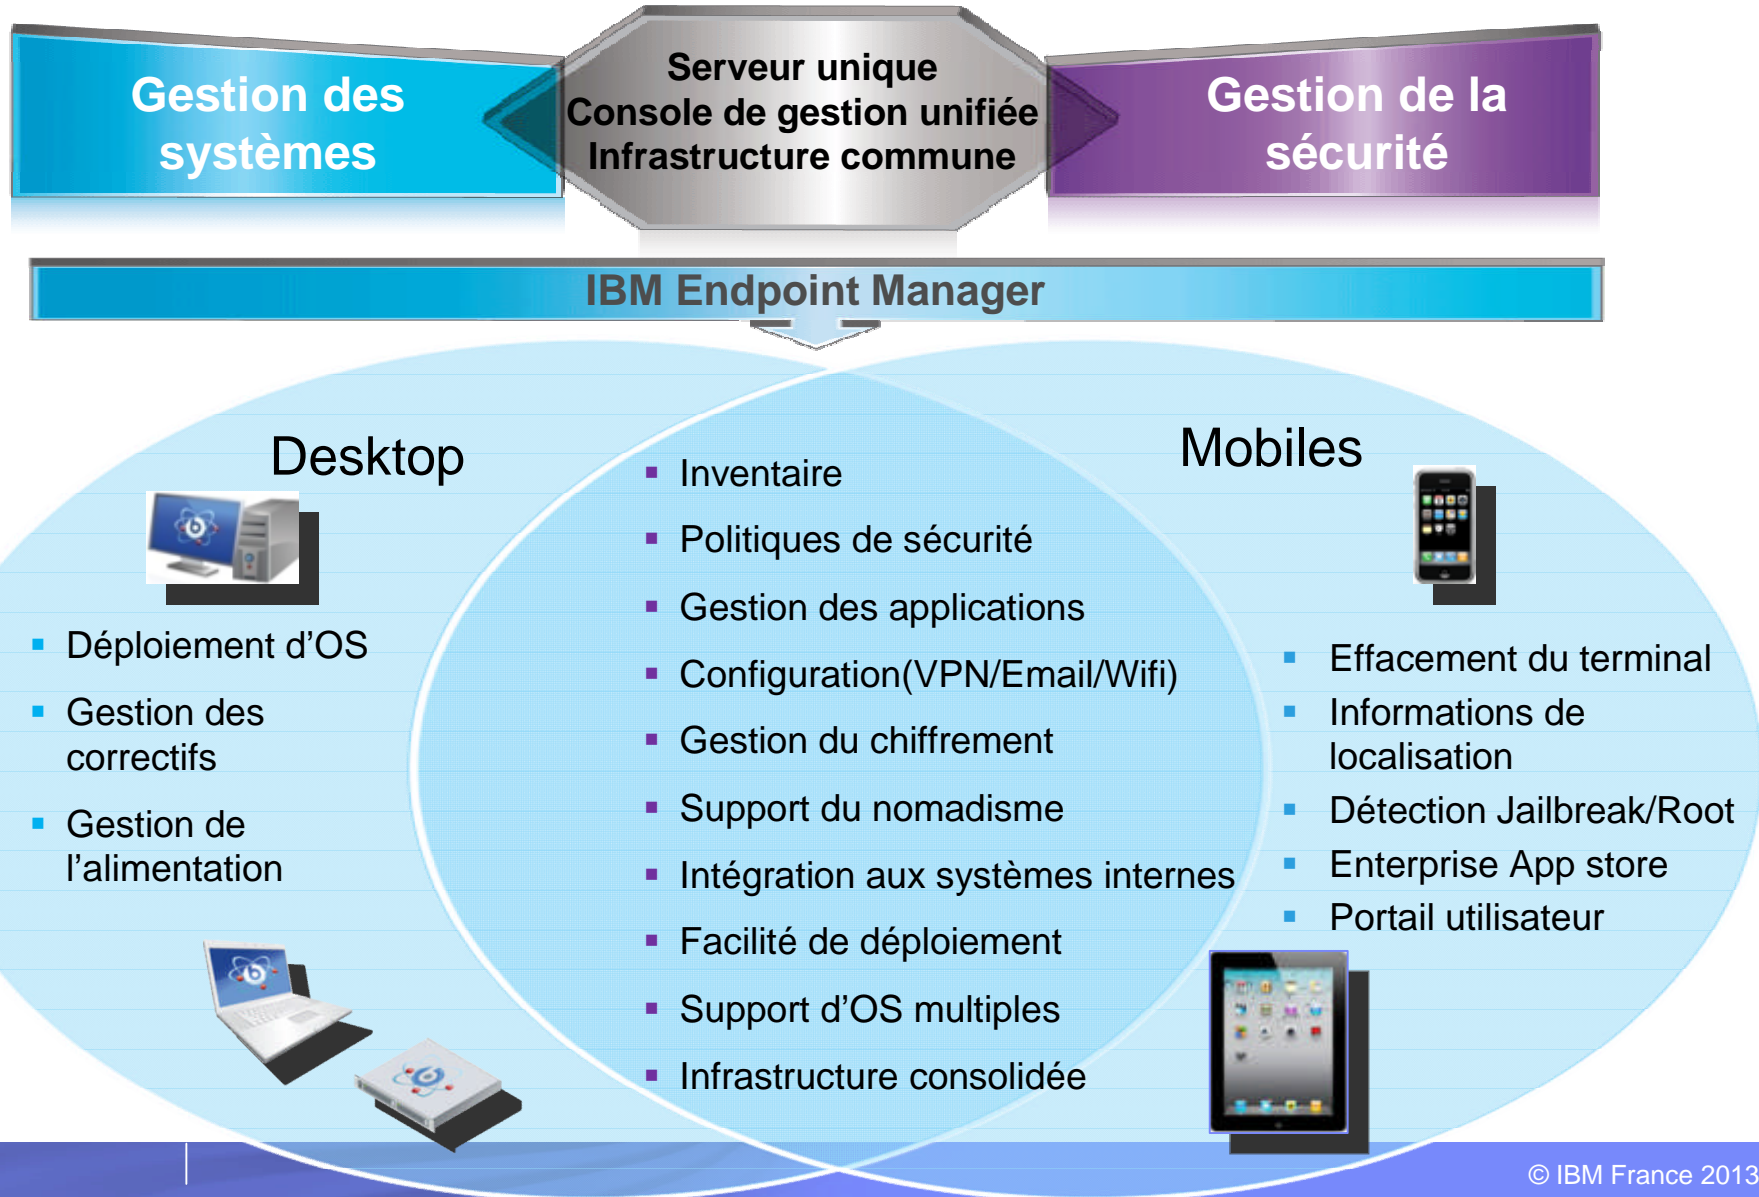 Gestion des
systèmes
Serveur unique
Console de gestion unifiée
Infrastructure commune
Gestion de la
sécurité
IBM Endpoint Manager
Desktop
Déploiement d’OS
Gestion des
correctifs
Gestion de
l’alimentation
Inventaire
Politiques de sécurité
Gestion des applications
Configuration(VPN/Email/Wifi)
Gestion du chiffrement
Support du nomadisme
Intégration aux systèmes internes
Facilité de déploiement
Support d’OS multiples
Infrastructure consolidée
Mobiles
Effacement du terminal
Informations de
localisation
Détection Jailbreak/Root
Enterprise App store
Portail utilisateur
© IBM France 2013